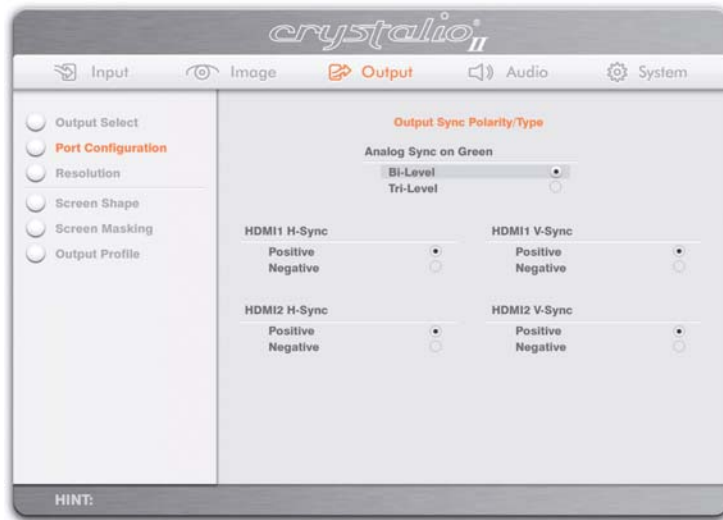 crystalio® II
Input Image Output Audio System
Output Select
Port Configuration
Resolution
Screen Shape
Screen Masking
Output Profile
Output Sync Polarity/Type
Analog Sync on Green
Bi-Level
Tri-Level
HDMI1 H-Sync
Positive
Negative
HDMI1 V-Sync
Positive
Negative
HDMI2 H-Sync
Positive
Negative
HDMI2 V-Sync
Positive
Negative
HINT: